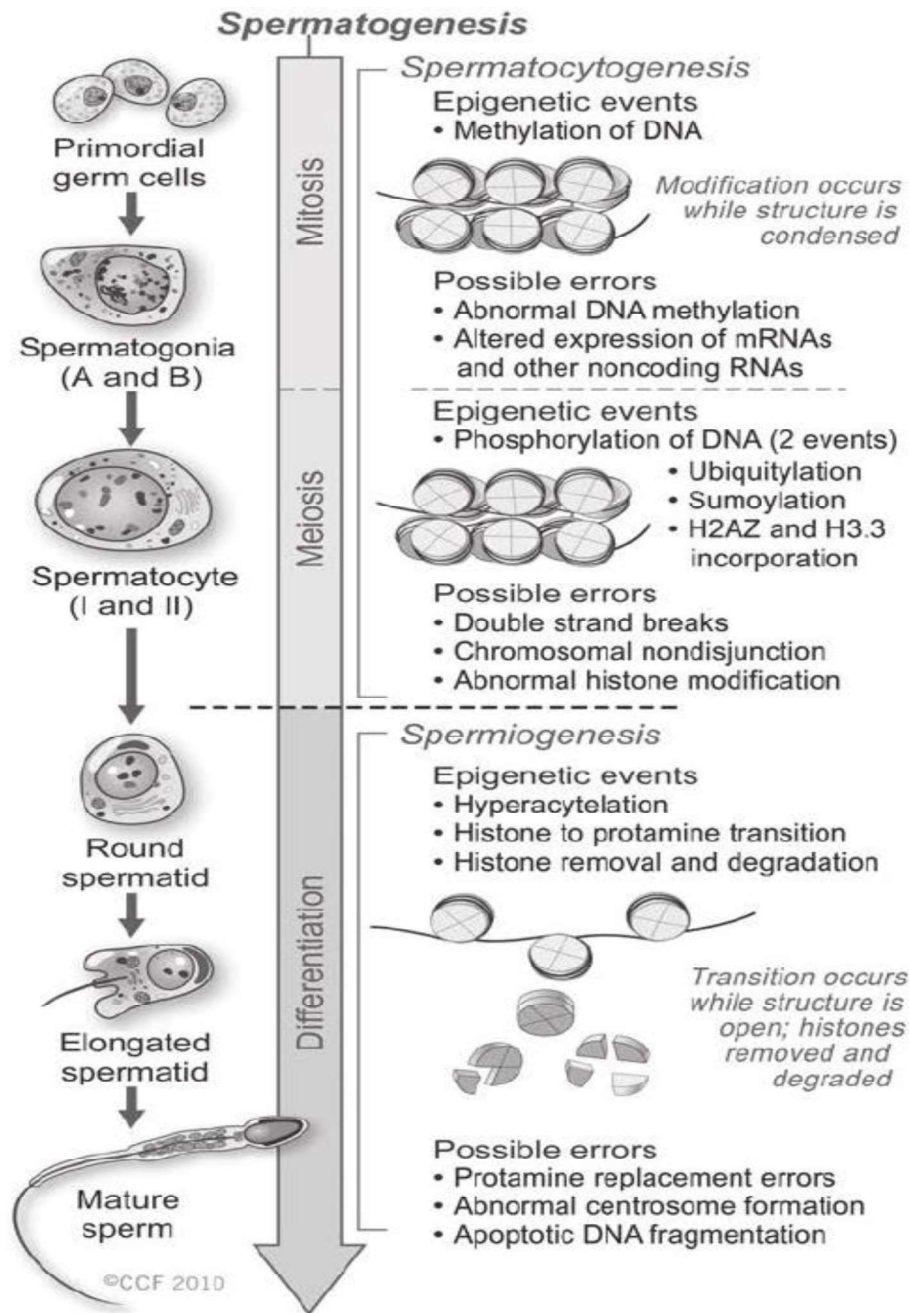 Spermatogenesis
Primordial
germ cells
Spermatogonia
(A and B)
Spermatocyte
(I and II)
Round
spermatid
Elongated
spermatid
Mature
sperm
©CCF 2010
Mitosis
Meiosis
Differentiation
Spermatocytogenesis
Epigenetic events
• Methylation of DNA
Modification occurs
while structure is
condensed
Possible errors
• Abnormal DNA methylation
• Altered expression of mRNAs
and other noncoding RNAs
Epigenetic events
• Phosphorylation of DNA (2 events)
• Ubiquitylation
• Sumoylation
• H2AZ and H3.3
incorporation
Possible errors
• Double strand breaks
• Chromosomal nondisjunction
• Abnormal histone modification
Spermiogenesis
Epigenetic events
• Hyperacytelation
• Histone to protamine transition
• Histone removal and degradation
Transition occurs
while structure is
open; histones
removed and
degraded
Possible errors
• Protamine replacement errors
• Abnormal centrosome formation
• Apoptotic DNA fragmentation